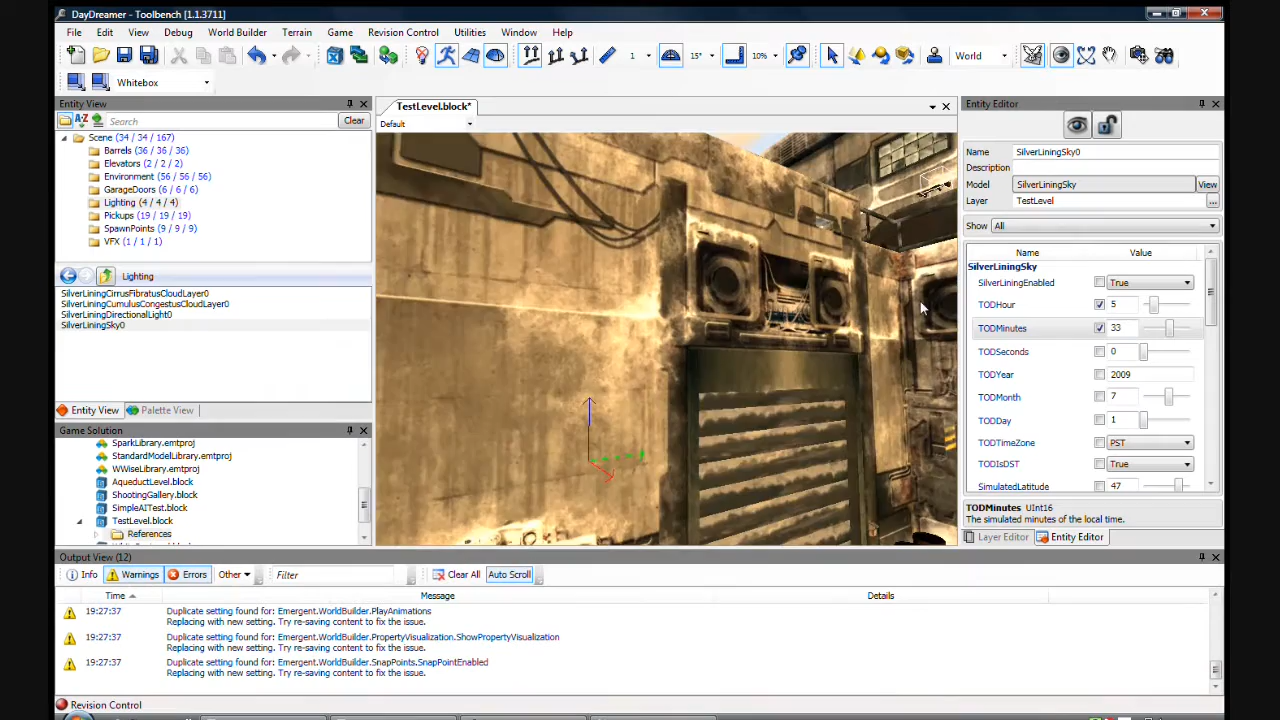 DayDreamer - Toolbench [1.1.3711]
File Edit View Debug World Builder Terrain Game Revision Control Utilities Window Help
1 15° 10% World
Whitebox
Entity View
Search Clear
Scene (34 / 34 / 167)
Barrels (36 / 36 / 36)
Elevators (2 / 2 / 2)
Environment (56 / 56 / 56)
GarageDoors (6 / 6 / 6)
Lighting (4 / 4 / 4)
Pickups (19 / 19 / 19)
SpawnPoints (9 / 9 / 9)
VFX (1 / 1 / 1)
Lighting
SilverLiningCirrusFibratusCloudLayer0
SilverLiningCumulusCongestusCloudLayer0
SilverLiningDirectionalLight0
SilverLiningSky0
Entity View Palette View
Game Solution
SparkLibrary.emtproj
StandardModelLibrary.emtproj
WWiseLibrary.emtproj
AqueductLevel.block
ShootingGallery.block
SimpleAITest.block
TestLevel.block
References
TestLevel.block*
Default
Entity Editor
Name SilverLiningSky0
Description
Model SilverLiningSky View
Layer TestLevel ...
Show All
Name Value
SilverLiningSky
SilverLiningEnabled True
TODHour 5
TODMinutes 33
TODSeconds 0
TODYear 2009
TODMonth 7
TODDay 1
TODTimeZone PST
TODIsDST True
SimulatedLatitude 47
TODMinutes UInt16
The simulated minutes of the local time.
Layer Editor Entity Editor
Output View (12)
Info Warnings Errors Other Filter Clear All Auto Scroll
Time Message Details
19:27:37 Duplicate setting found for: Emergent.WorldBuilder.PlayAnimations
Replacing with new setting. Try re-saving content to fix the issue.
19:27:37 Duplicate setting found for: Emergent.WorldBuilder.PropertyVisualization.ShowPropertyVisualization
Replacing with new setting. Try re-saving content to fix the issue.
19:27:37 Duplicate setting found for: Emergent.WorldBuilder.SnapPoints.SnapPointEnabled
Replacing with new setting. Try re-saving content to fix the issue.
Revision Control